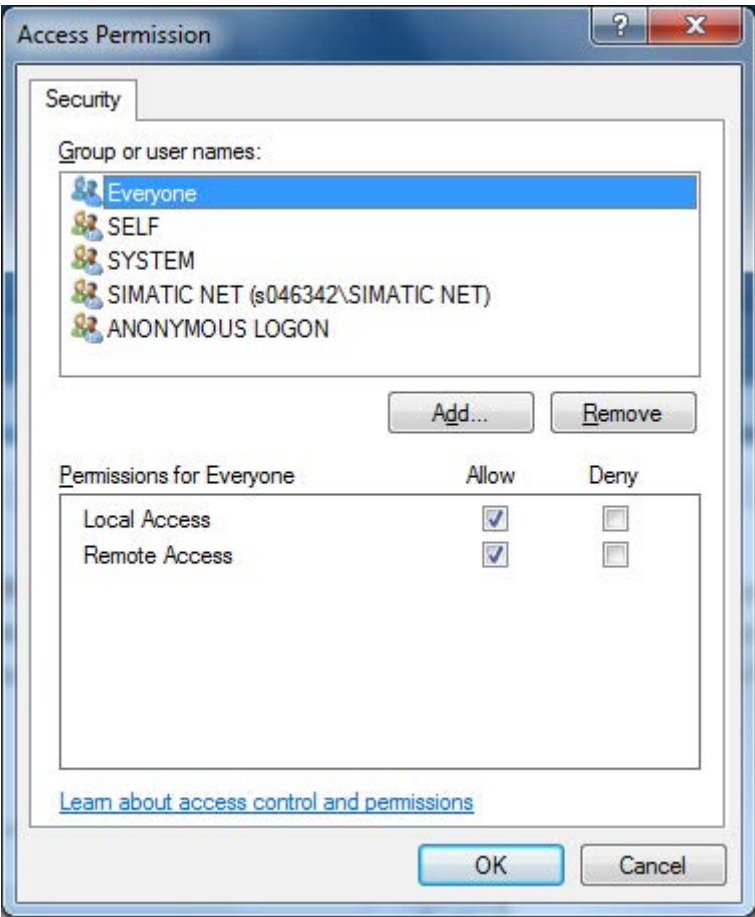 Access Permission
?
X
Security
Group or user names:
Everyone
SELF
SYSTEM
SIMATIC NET (s046342\SIMATIC NET)
ANONYMOUS LOGON
Add... Remove
Permissions for Everyone Allow Deny
Local Access
Remote Access
Learn about access control and permissions
OK Cancel